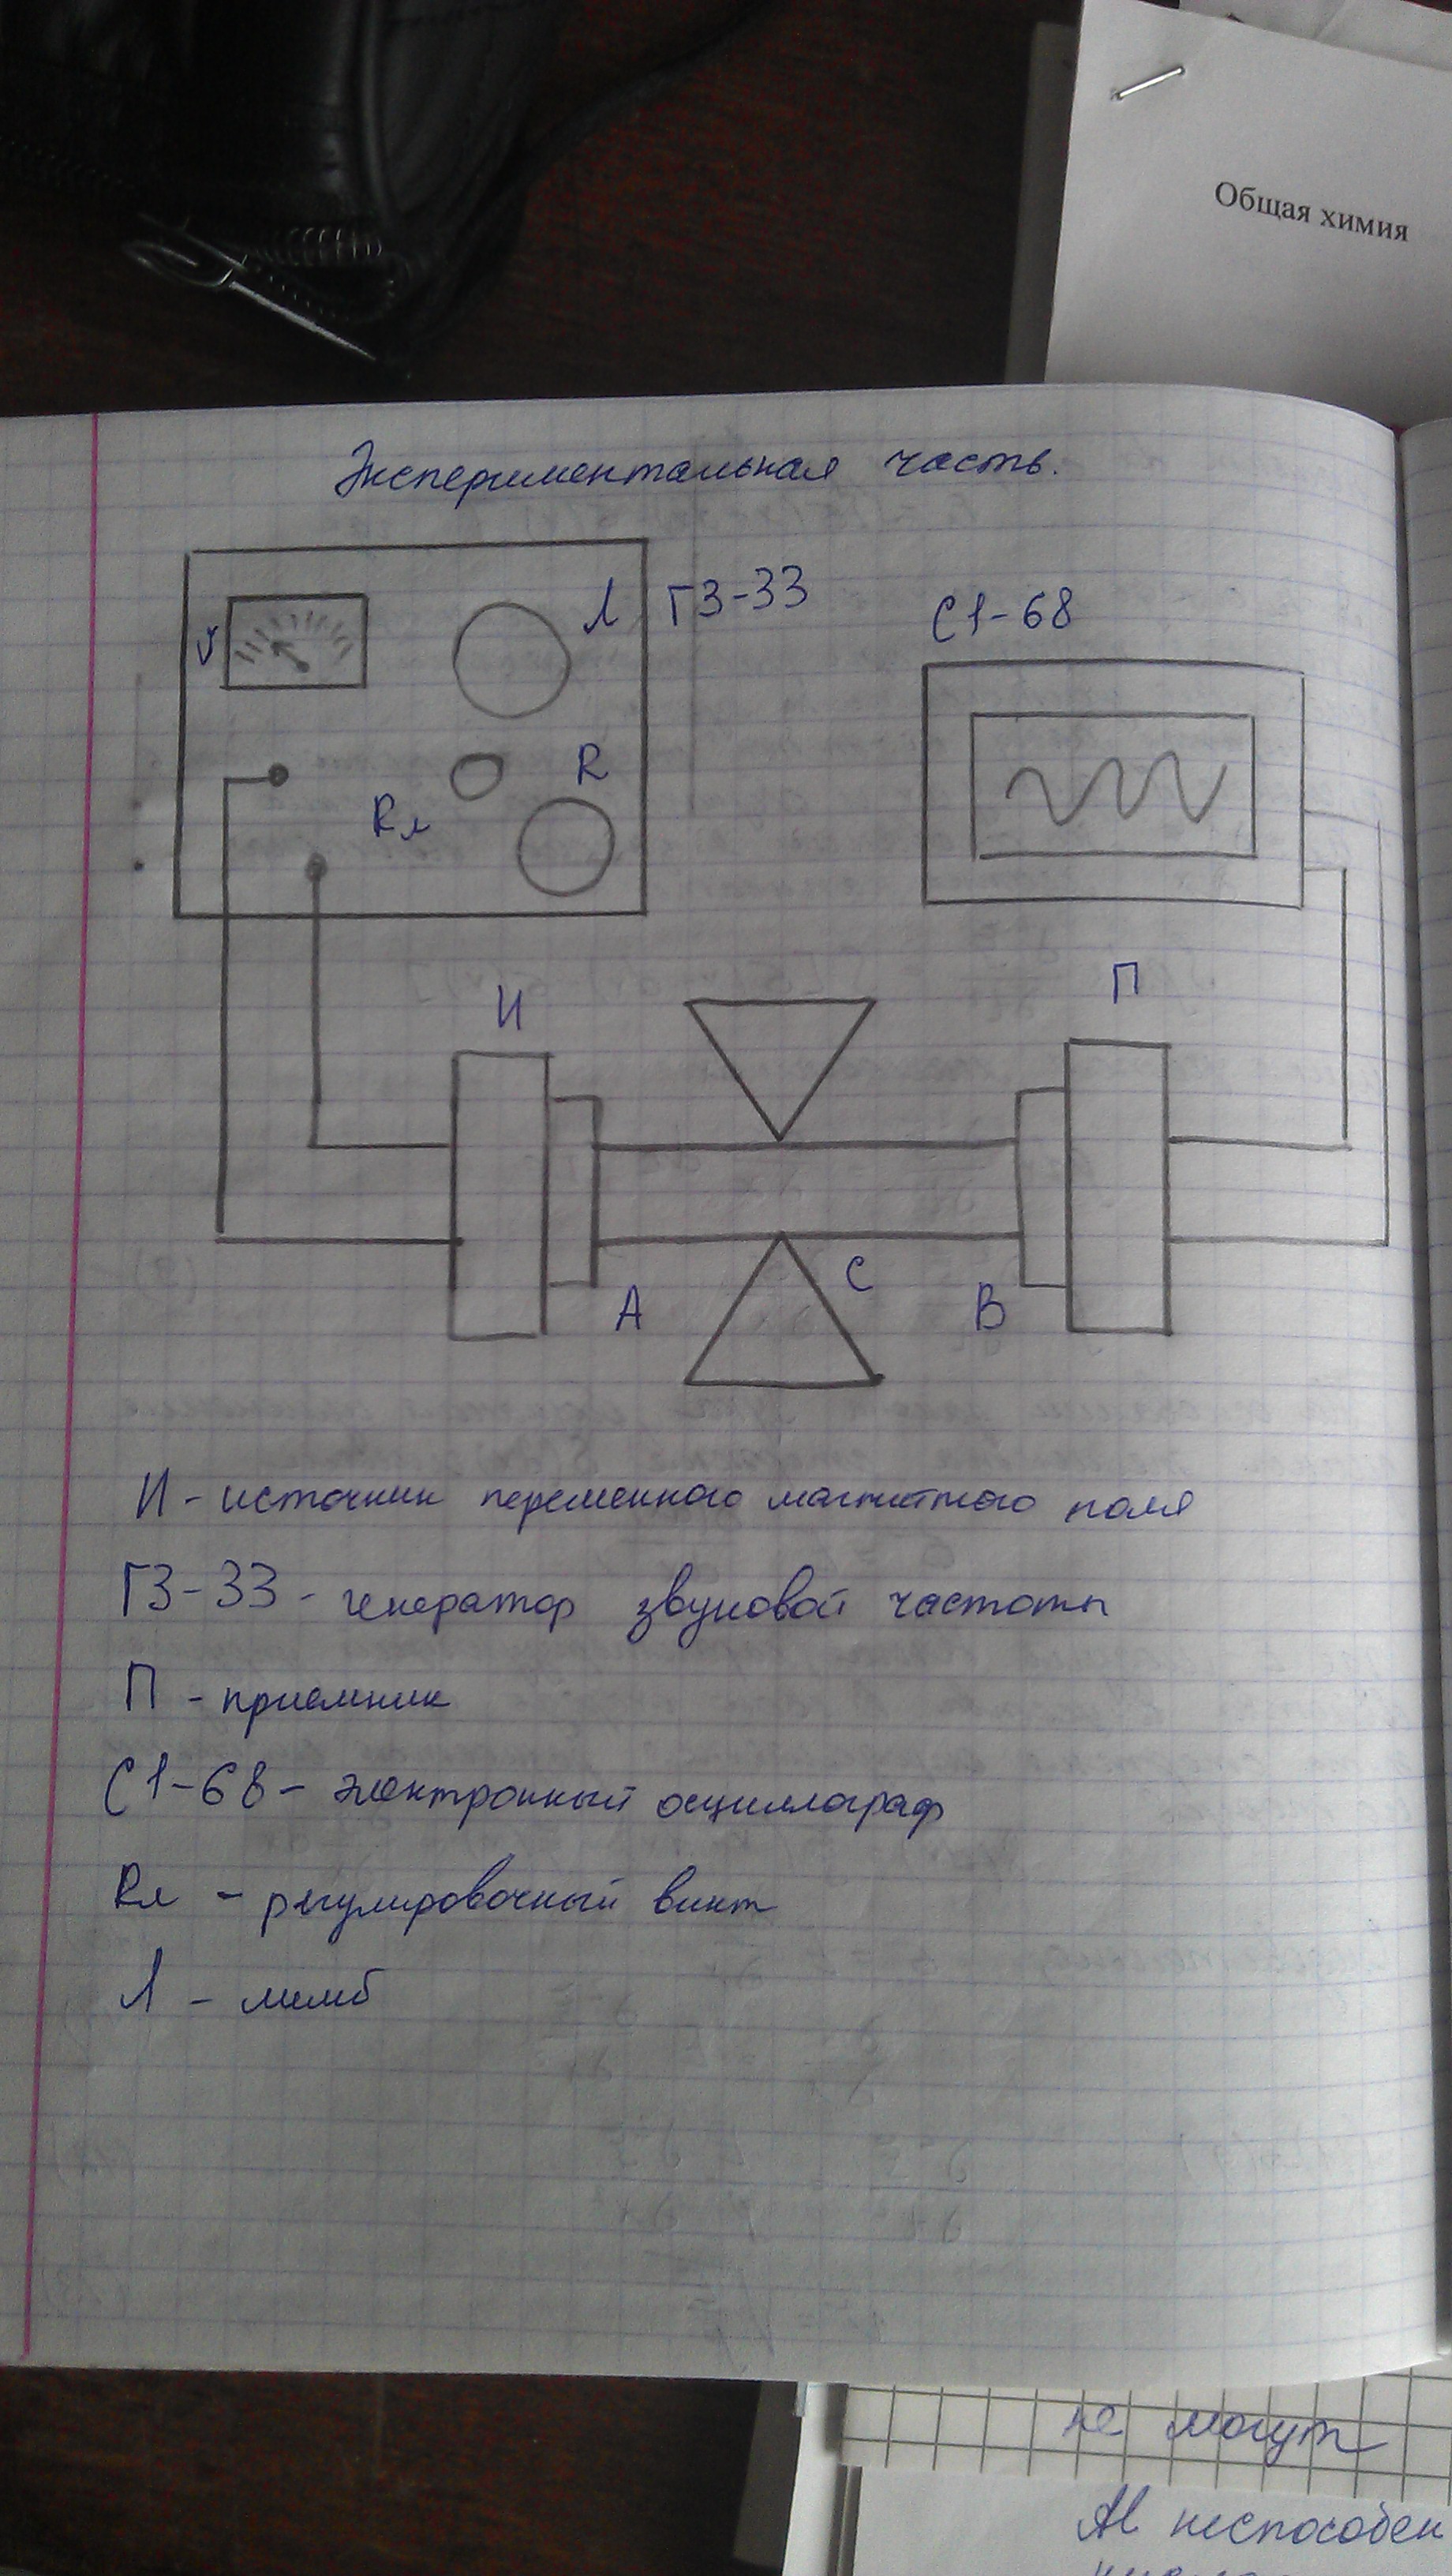 Общая химия
Экспериментальная часть.
V
Л
Г3-33
С1-68
R
Rл
И
П
А
С
В
И - источник переменного магнитного поля
Г3-33 - генератор звуковой частоты
П - приемник
С1-68 - электронный осциллограф
Rл - регулировочный винт
Л - лимб
не могут
Al неспособен